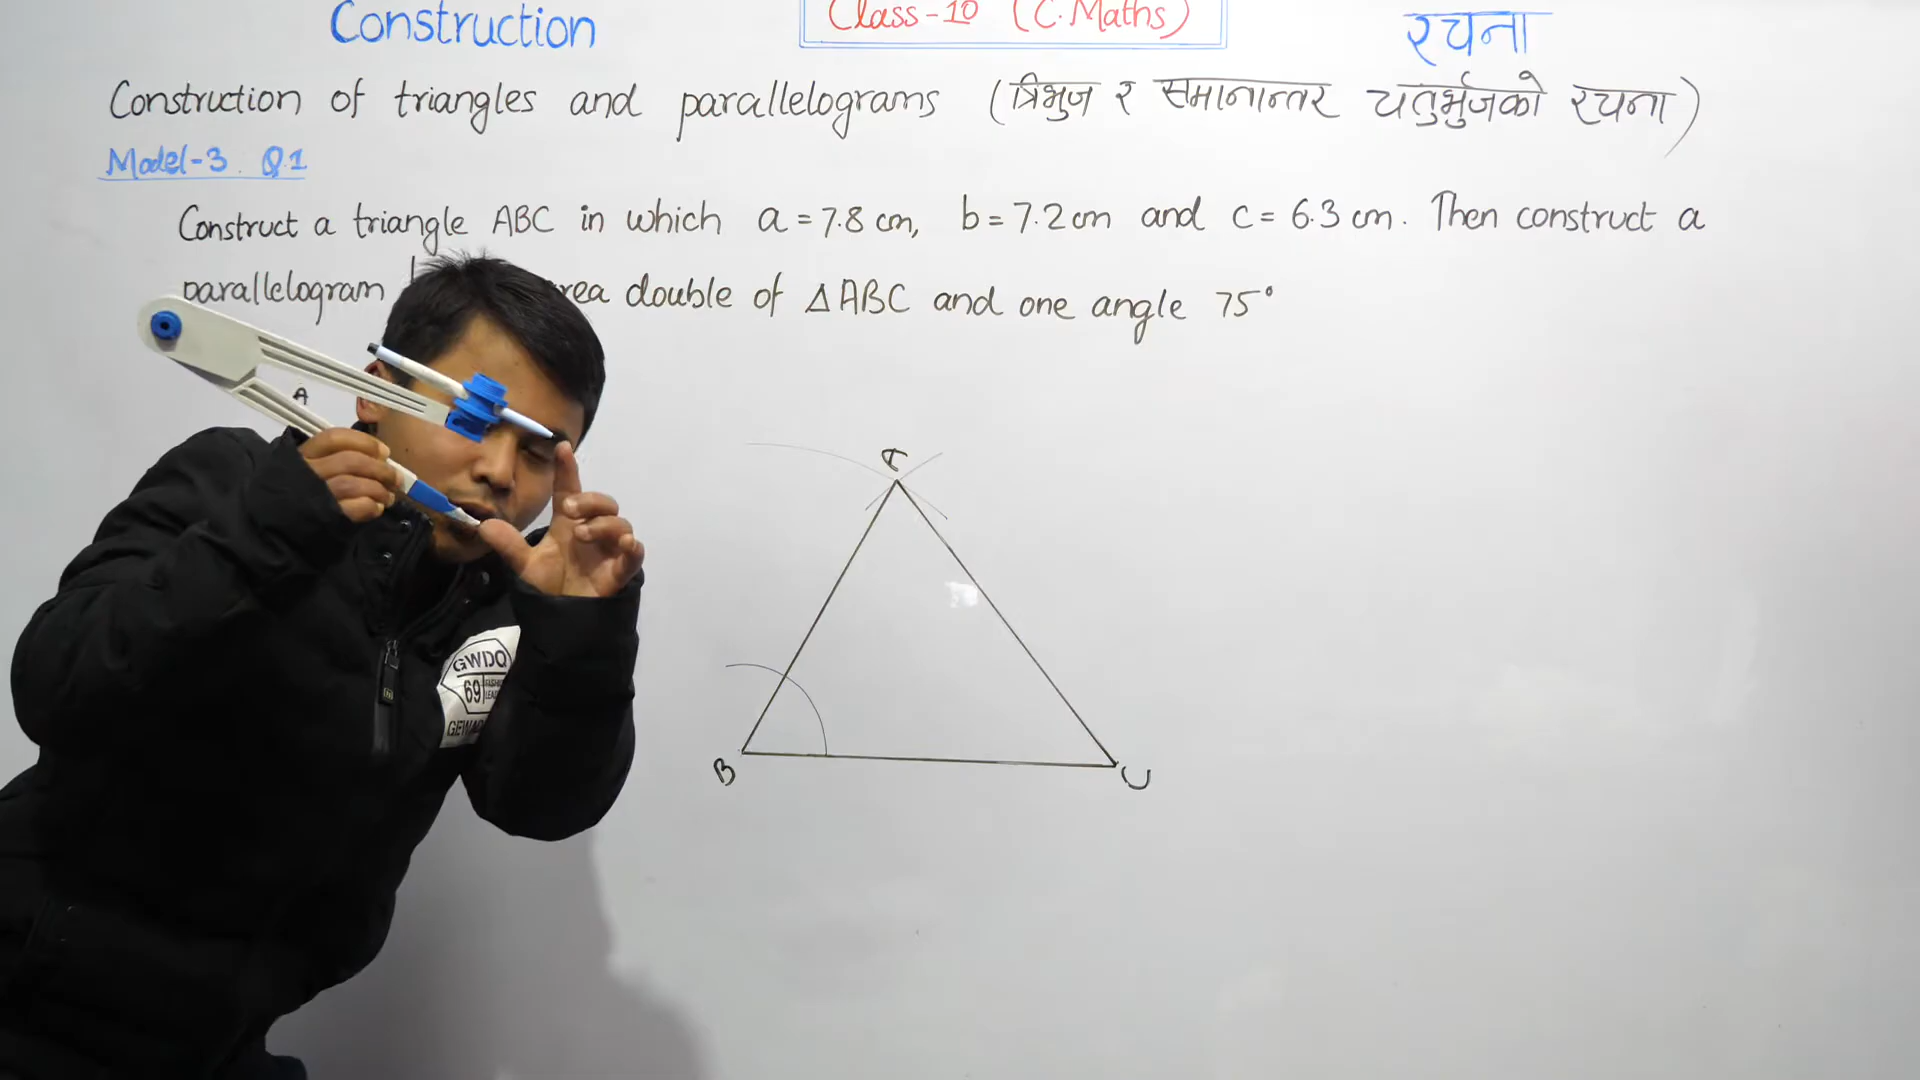 Construction
Class-10 (C.Maths)
रचना
Construction of triangles and parallelograms (त्रिभुज र समानान्तर चतुर्भुजको रचना)
Model-3. Q.1
Construct a triangle ABC in which a = 7.8 cm, b = 7.2 cm and c = 6.3 cm. Then construct a
parallelogram double of △ABC and one angle 75°
A
A
B
C
GWDQ
69